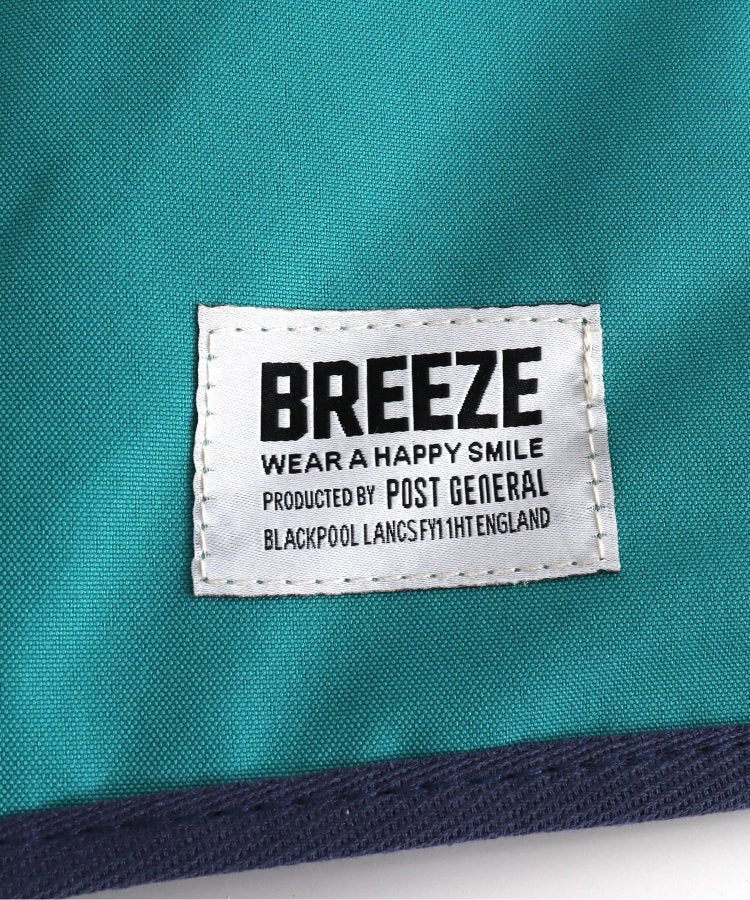 BREEZE
WEAR A HAPPY SMILE
PRODUCTED BY POST GENERAL
BLACKPOOL LANCS FY1 1HT ENGLAND